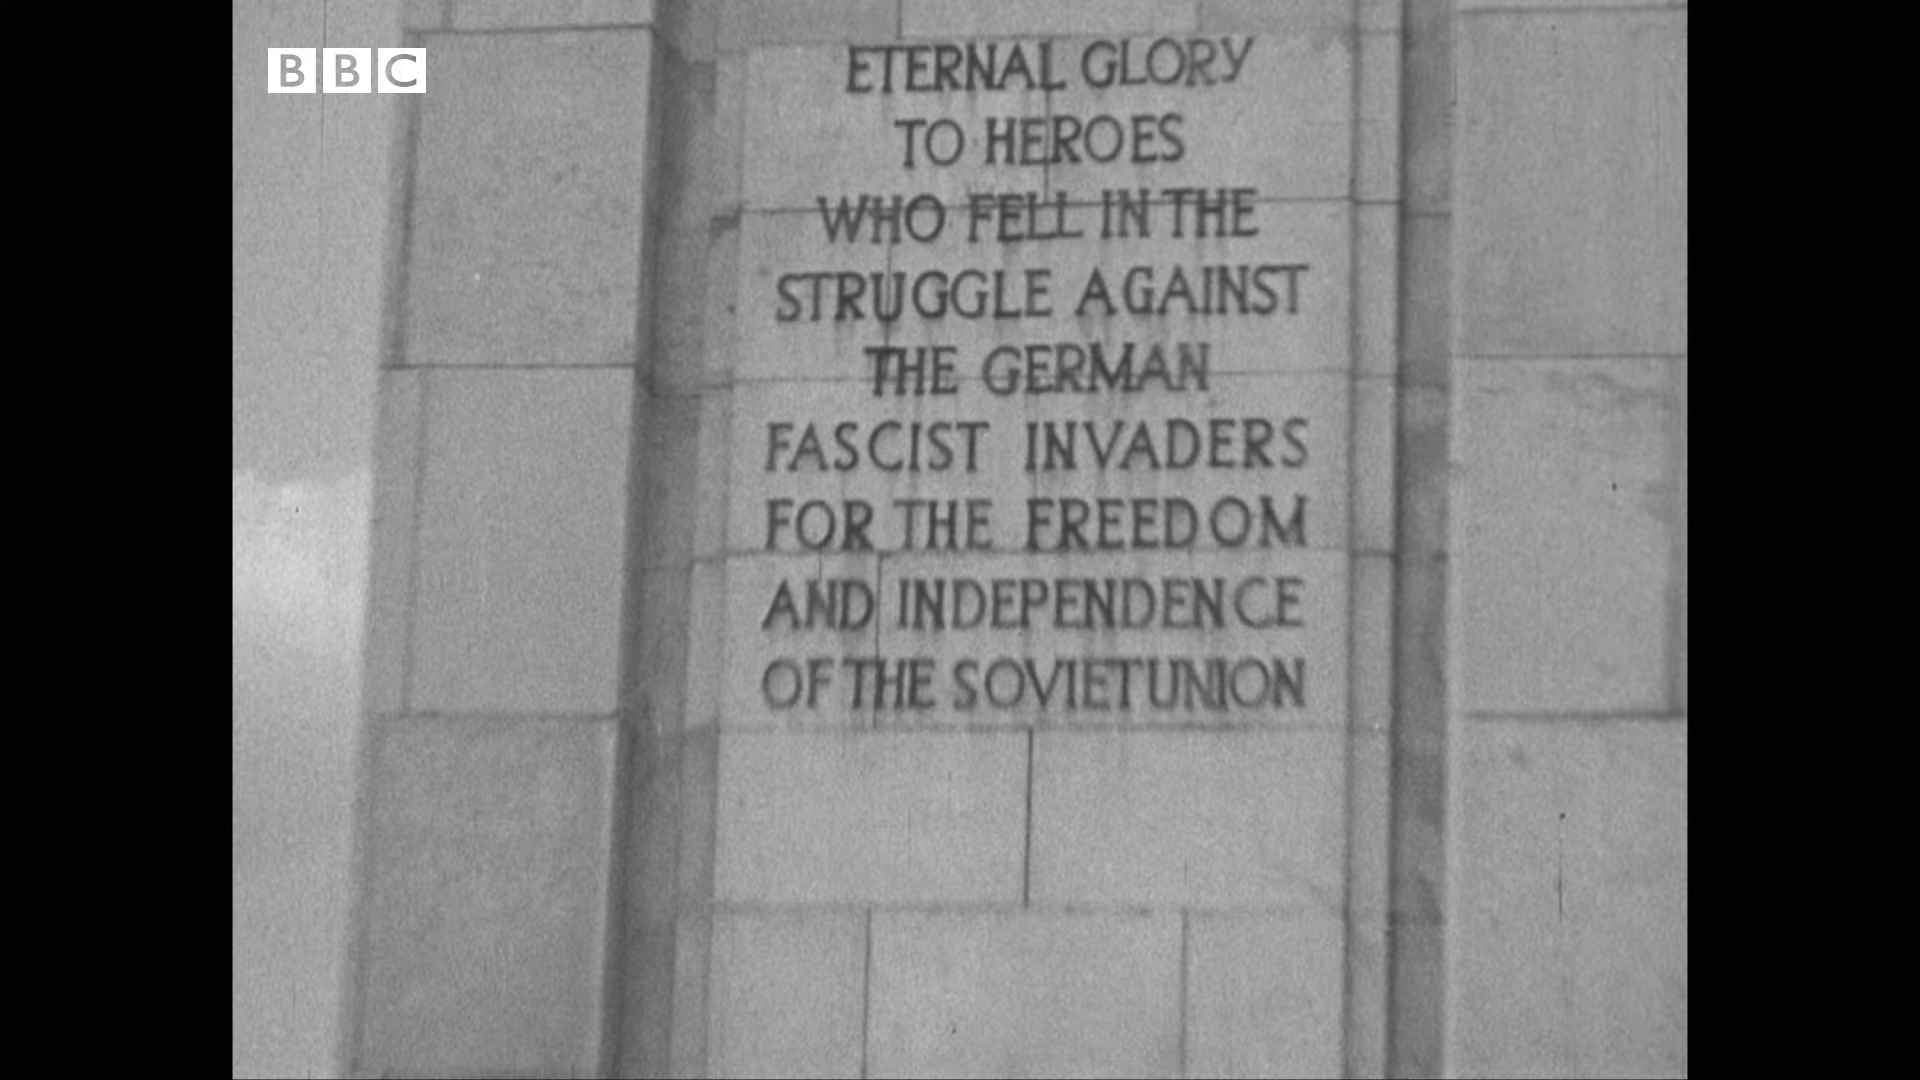 BBC
ETERNAL GLORY
TO HEROES
WHO FELL IN THE
STRUGGLE AGAINST
THE GERMAN
FASCIST INVADERS
FOR THE FREEDOM
AND INDEPENDENCE
OF THE SOVIET UNION